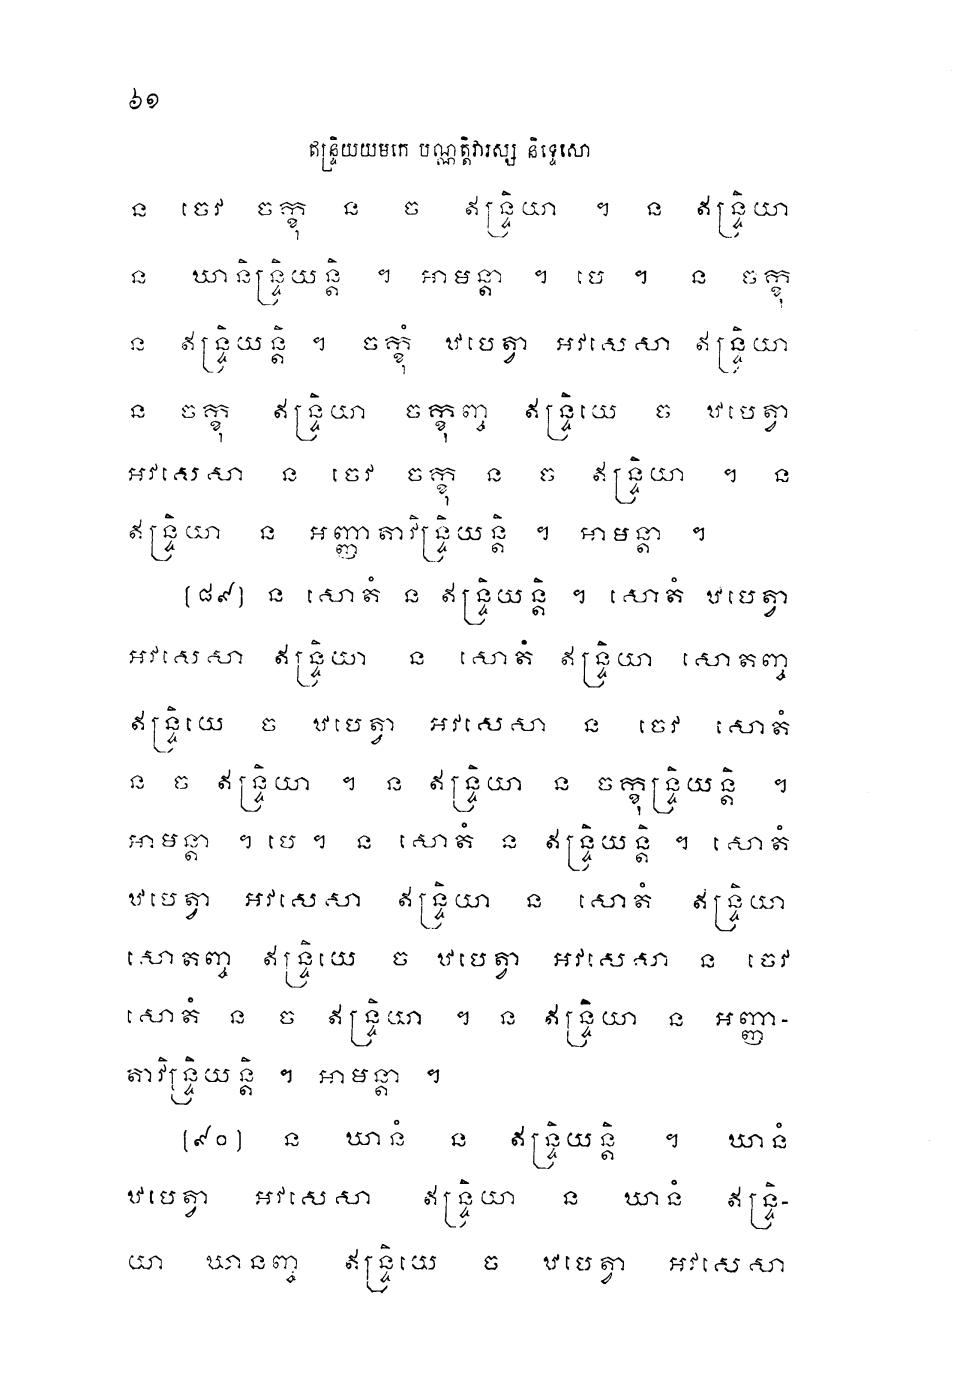 ៦១
ឥន្ទ្រិយយមកេ បណ្ណត្តិវារស្ស និទ្ទេសោ
ន ចេវ ចក្ខុ ន ច ឥន្ទ្រិយា ។ ន ឥន្ទ្រិយា
ន ឃានិន្ទ្រិយន្តិ ។ អាមន្តា ។ បេ ។ ន ចក្ខុ
ន ឥន្ទ្រិយន្តិ ។ ចក្ខុំ ឋបេត្វា អវសេសា ឥន្ទ្រិយា
ន ចក្ខុ ឥន្ទ្រិយា ចក្ខុញ្ច ឥន្ទ្រិយេ ច ឋបេត្វា
អវសេសា ន ចេវ ចក្ខុ ន ច ឥន្ទ្រិយា ។ ន
ឥន្ទ្រិយា ន អញ្ញាតាវិន្ទ្រិយន្តិ ។ អាមន្តា ។
(៨៩) ន សោតំ ន ឥន្ទ្រិយន្តិ ។ សោតំ ឋបេត្វា
អវសេសា ឥន្ទ្រិយា ន សោតំ ឥន្ទ្រិយា សោតញ្ច
ឥន្ទ្រិយេ ច ឋបេត្វា អវសេសា ន ចេវ សោតំ
ន ច ឥន្ទ្រិយា ។ ន ឥន្ទ្រិយា ន ចក្ខុន្ទ្រិយន្តិ ។
អាមន្តា ។ បេ ។ ន សោតំ ន ឥន្ទ្រិយន្តិ ។ សោតំ
ឋបេត្វា អវសេសា ឥន្ទ្រិយា ន សោតំ ឥន្ទ្រិយា
សោតញ្ច ឥន្ទ្រិយេ ច ឋបេត្វា អវសេសា ន ចេវ
សោតំ ន ច ឥន្ទ្រិយា ។ ន ឥន្ទ្រិយា ន អញ្ញា-
តាវិន្ទ្រិយន្តិ ។ អាមន្តា ។
(៩០) ន ឃានំ ន ឥន្ទ្រិយន្តិ ។ ឃានំ
ឋបេត្វា អវសេសា ឥន្ទ្រិយា ន ឃានំ ឥន្ទ្រិ-
យា ឃានញ្ច ឥន្ទ្រិយេ ច ឋបេត្វា អវសេសា